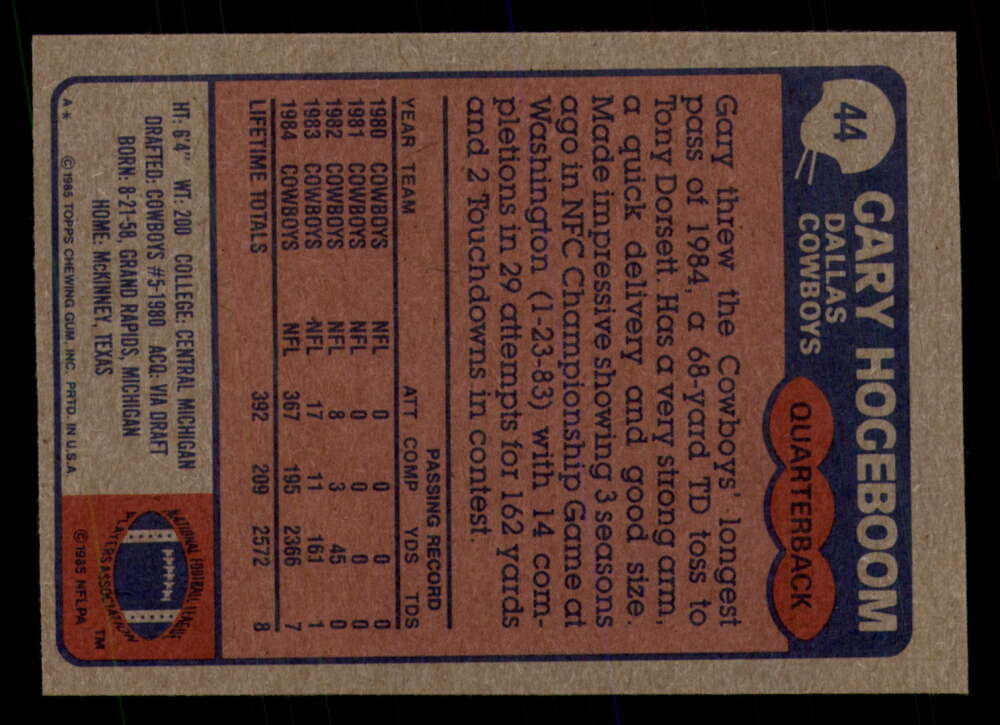 44
GARY HOGEBOOM
DALLAS
COWBOYS
QUARTERBACK
Gary threw the Cowboys' longest
pass of 1984, a 68-yard TD toss to
Tony Dorsett. Has a very strong arm,
a quick delivery and good size.
Made impressive showing 3 seasons
ago in NFC Championship Game at
Washington (1-23-83) with 14 com-
pletions in 29 attempts for 162 yards
and 2 Touchdowns in contest.
PASSING RECORD
YEAR TEAM ATT COMP YDS TDS
1980 COWBOYS NFL 0 0 0 0
1981 COWBOYS NFL 0 0 0 0
1982 COWBOYS NFL 8 3 45 0
1983 COWBOYS NFL 17 11 161 1
1984 COWBOYS NFL 367 195 2366 7
LIFETIME TOTALS 392 209 2572 8
HT: 6'4" WT: 200 COLLEGE: CENTRAL MICHIGAN
DRAFTED: COWBOYS #5-1980 ACQ: VIA DRAFT
BORN: 8-21-58, GRAND RAPIDS, MICHIGAN
HOME: McKINNEY, TEXAS
A* © 1985 TOPPS CHEWING GUM, INC. PRTD. IN U.S.A.
NATIONAL FOOTBALL LEAGUE
PLAYERS ASSOCIATION
TM
© 1985 NFLPA